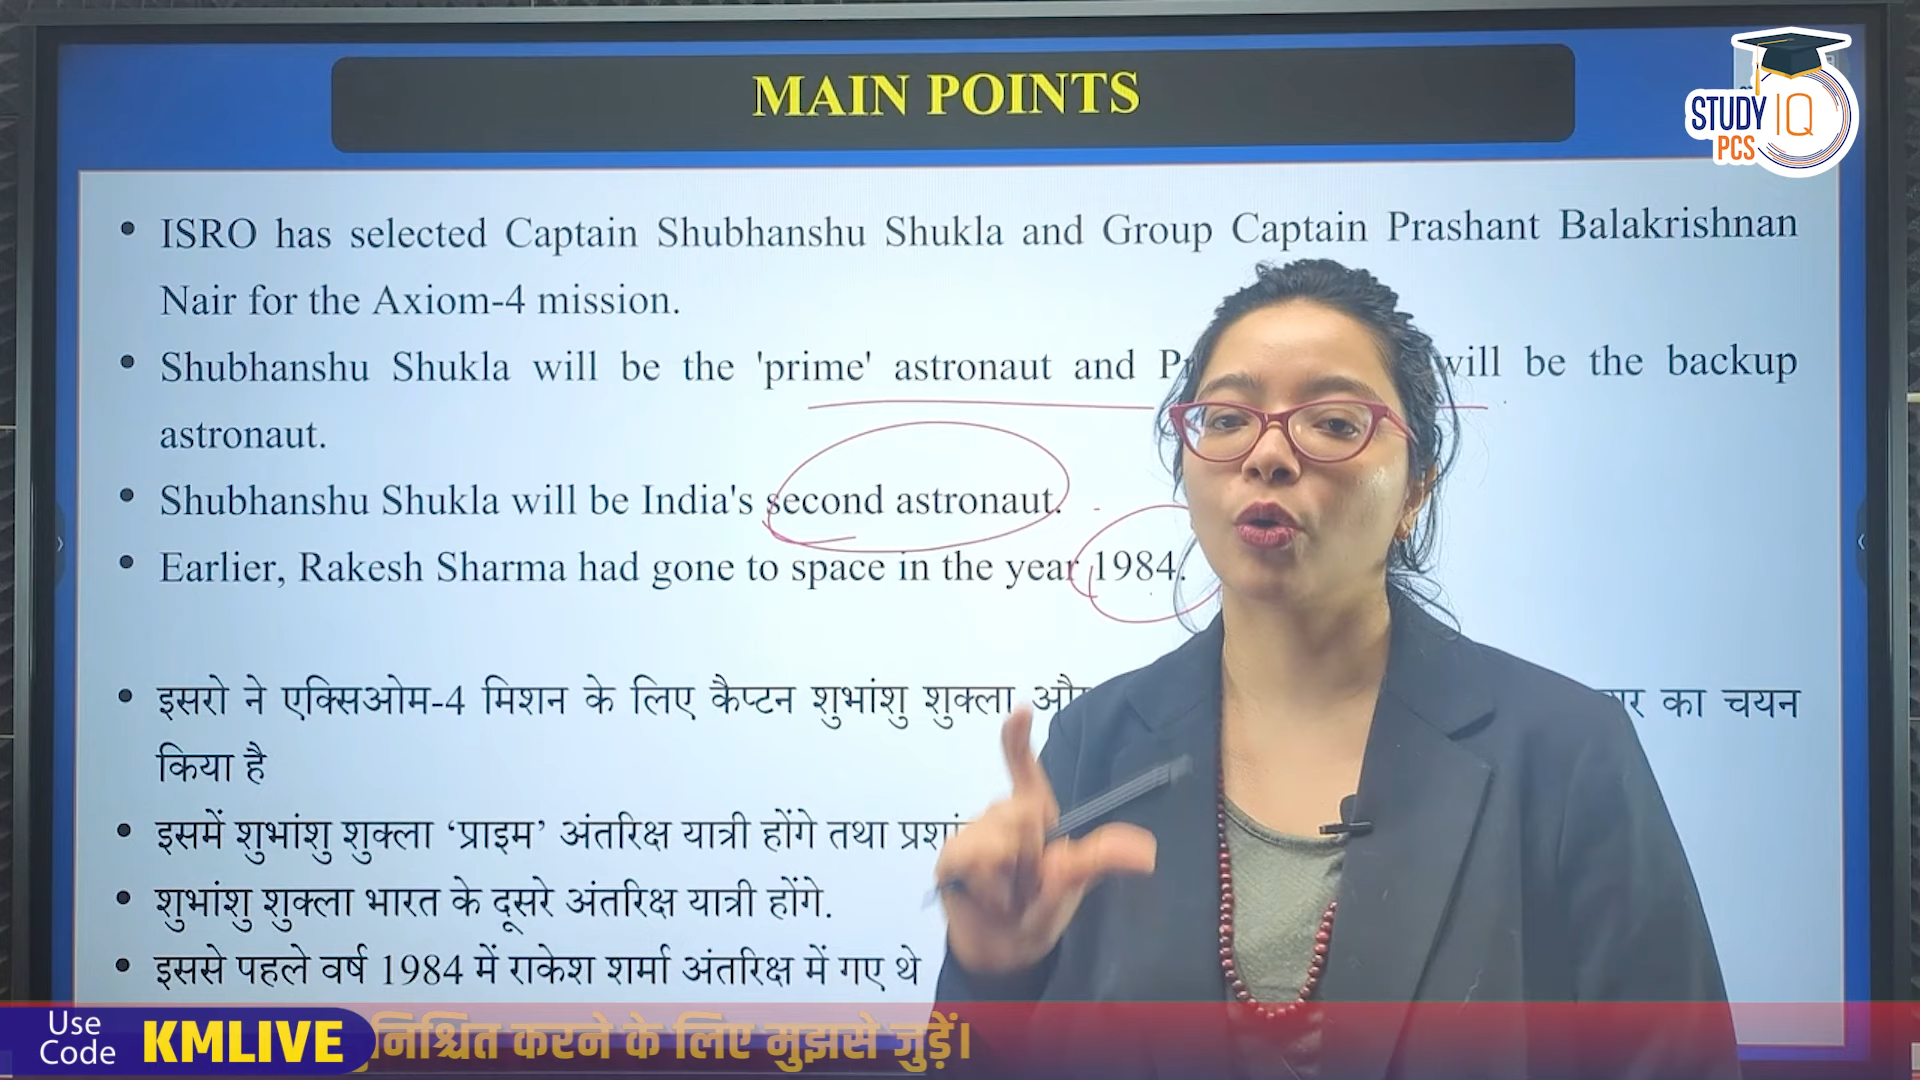 MAIN POINTS
STUDY IQ
PCS
• ISRO has selected Captain Shubhanshu Shukla and Group Captain Prashant Balakrishnan
Nair for the Axiom-4 mission.
• Shubhanshu Shukla will be the 'prime' astronaut and will be the backup
astronaut.
• Shubhanshu Shukla will be India's second astronaut.
• Earlier, Rakesh Sharma had gone to space in the year 1984.
• इसरो ने एक्सिओम-4 मिशन के लिए कैप्टन शुभांशु शुक्ला का चयन
किया है
• इसमें शुभांशु शुक्ला ‘प्राइम’ अंतरिक्ष यात्री होंगे तथा
• शुभांशु शुक्ला भारत के दूसरे अंतरिक्ष यात्री होंगे.
• इससे पहले वर्ष 1984 में राकेश शर्मा अंतरिक्ष में गए थे
Use
Code
KMLIVE
निश्चित करने के लिए मुझसे जुड़ें।